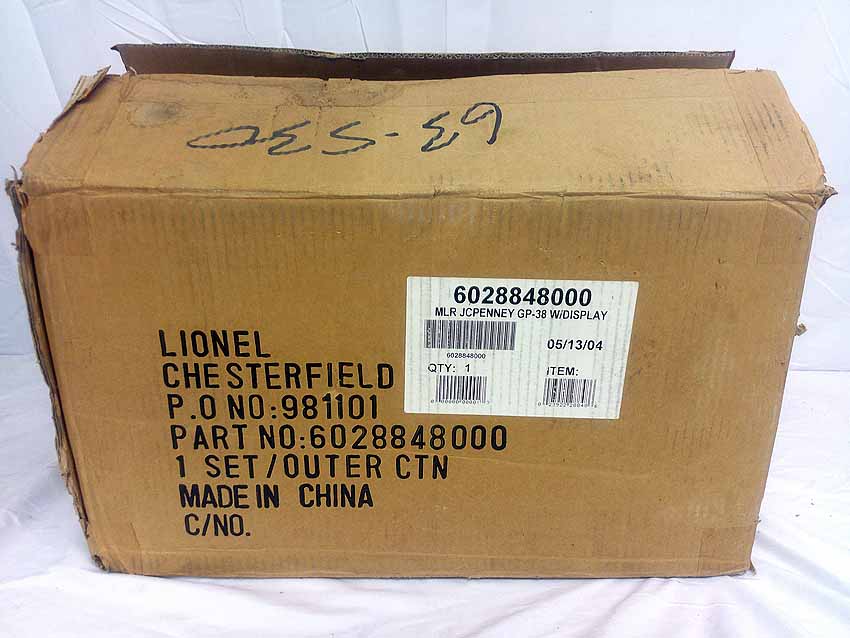 63-530
6028848000
MLR JCPENNEY GP-38 W/DISPLAY
05/13/04
6028848000
QTY: 1
ITEM:
LIONEL
CHESTERFIELD
P.O NO:981101
PART NO:6028848000
1 SET/OUTER CTN
MADE IN CHINA
C/NO.